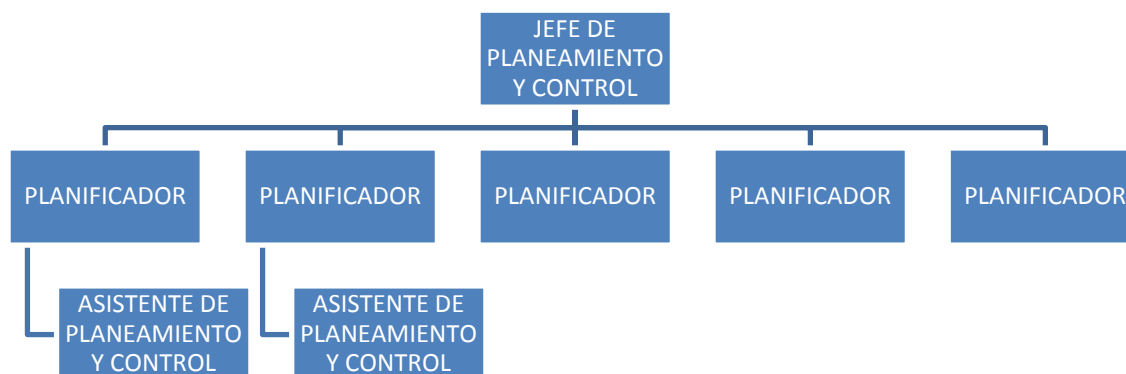 JEFE DE
PLANEAMIENTO
Y CONTROL
PLANIFICADOR
PLANIFICADOR
PLANIFICADOR
PLANIFICADOR
PLANIFICADOR
ASISTENTE DE
PLANEAMIENTO
Y CONTROL
ASISTENTE DE
PLANEAMIENTO
Y CONTROL